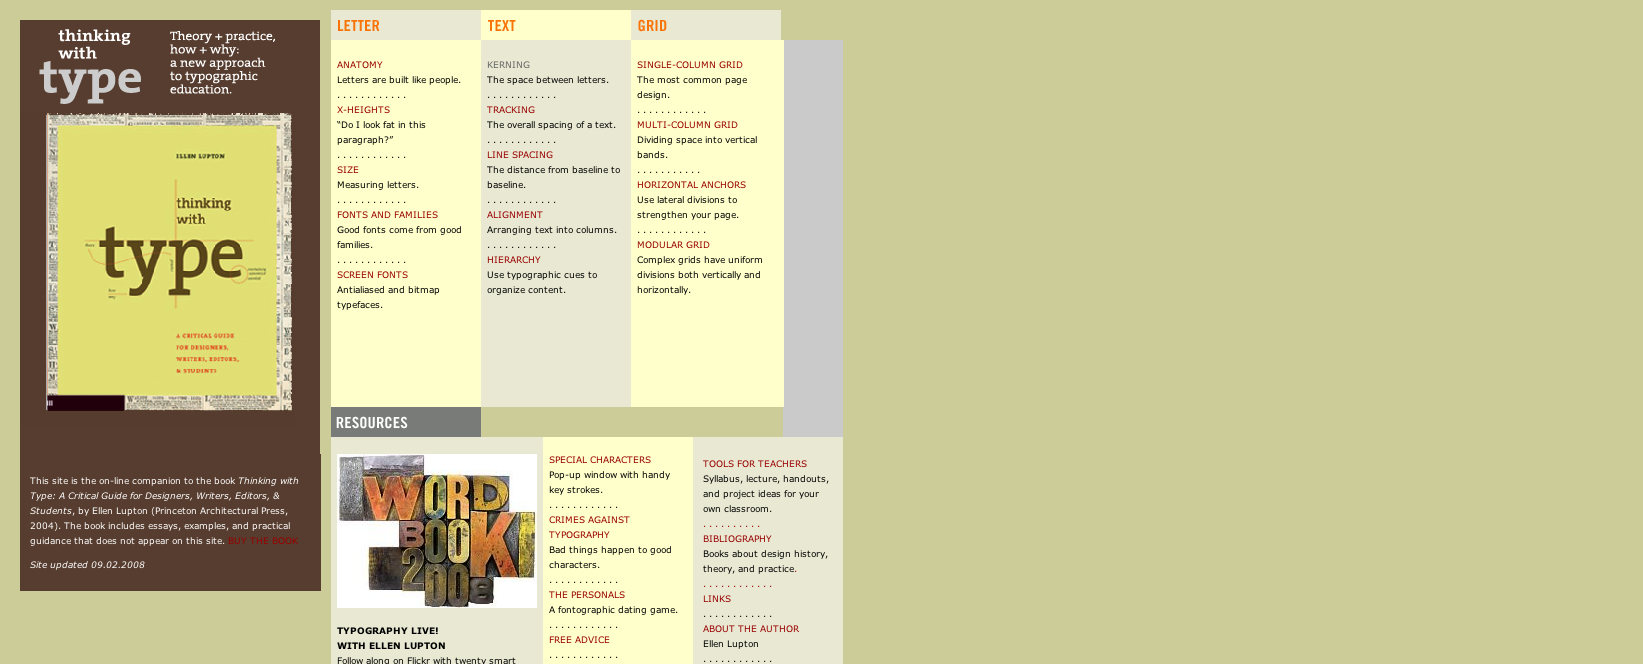 thinking
with
type
Theory + practice,
how + why:
a new approach
to typographic
education.
ELLEN LUPTON
thinking
with
type
A CRITICAL GUIDE
FOR DESIGNERS,
WRITERS, EDITORS,
& STUDENTS
This site is the on-line companion to the book Thinking with
Type: A Critical Guide for Designers, Writers, Editors, &
Students, by Ellen Lupton (Princeton Architectural Press,
2004). The book includes essays, examples, and practical
guidance that does not appear on this site. BUY THE BOOK
Site updated 09.02.2008
LETTER
ANATOMY
Letters are built like people.
. . . . . . . . . . . .
X-HEIGHTS
“Do I look fat in this
paragraph?”
. . . . . . . . . . . .
SIZE
Measuring letters.
. . . . . . . . . . . .
FONTS AND FAMILIES
Good fonts come from good
families.
. . . . . . . . . . . .
SCREEN FONTS
Antialiased and bitmap
typefaces.
TEXT
KERNING
The space between letters.
. . . . . . . . . . . .
TRACKING
The overall spacing of a text.
. . . . . . . . . . . .
LINE SPACING
The distance from baseline to
baseline.
. . . . . . . . . . . .
ALIGNMENT
Arranging text into columns.
. . . . . . . . . . . .
HIERARCHY
Use typographic cues to
organize content.
GRID
SINGLE-COLUMN GRID
The most common page
design.
. . . . . . . . . . . .
MULTI-COLUMN GRID
Dividing space into vertical
bands.
. . . . . . . . . . .
HORIZONTAL ANCHORS
Use lateral divisions to
strengthen your page.
. . . . . . . . . . . .
MODULAR GRID
Complex grids have uniform
divisions both vertically and
horizontally.
RESOURCES
WORD
BOOK!
2008
TYPOGRAPHY LIVE!
WITH ELLEN LUPTON
Follow along on Flickr with twenty smart
SPECIAL CHARACTERS
Pop-up window with handy
key strokes.
. . . . . . . . . . . .
CRIMES AGAINST
TYPOGRAPHY
Bad things happen to good
characters.
. . . . . . . . . . . .
THE PERSONALS
A fontographic dating game.
. . . . . . . . . . . .
FREE ADVICE
. . . . . . . . . . . .
TOOLS FOR TEACHERS
Syllabus, lecture, handouts,
and project ideas for your
own classroom.
. . . . . . . . . .
BIBLIOGRAPHY
Books about design history,
theory, and practice.
. . . . . . . . . . . .
LINKS
. . . . . . . . . . . .
ABOUT THE AUTHOR
Ellen Lupton
. . . . . . . . . . . .